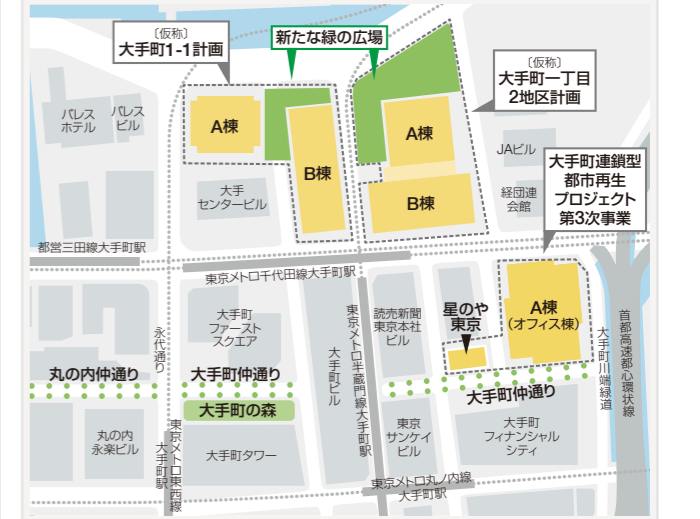 〔仮称〕
大手町1-1計画
新たな緑の広場
〔仮称〕
大手町一丁目
2地区計画
パレス
ホテル
パレス
ビル
A棟
B棟
A棟
B棟
JAビル
経団連
会館
大手町連鎖型
都市再生
プロジェクト
第3次事業
大手
センタービル
都営三田線大手町駅
東京メトロ千代田線大手町駅
永代通り
大手町
ファースト
スクエア
大手町ビル
東京メトロ半蔵門線大手町駅
読売新聞
東京本社
ビル
星のや
東京
A棟
(オフィス棟)
大手町川端緑道
首都高速都心環状線
丸の内仲通り
大手町仲通り
大手町仲通り
大手町の森
丸の内
永楽ビル
東京メトロ東西線
大手町駅
大手町タワー
東京
サンケイ
ビル
大手町
フィナンシャル
シティ
東京メトロ丸ノ内線
大手町駅